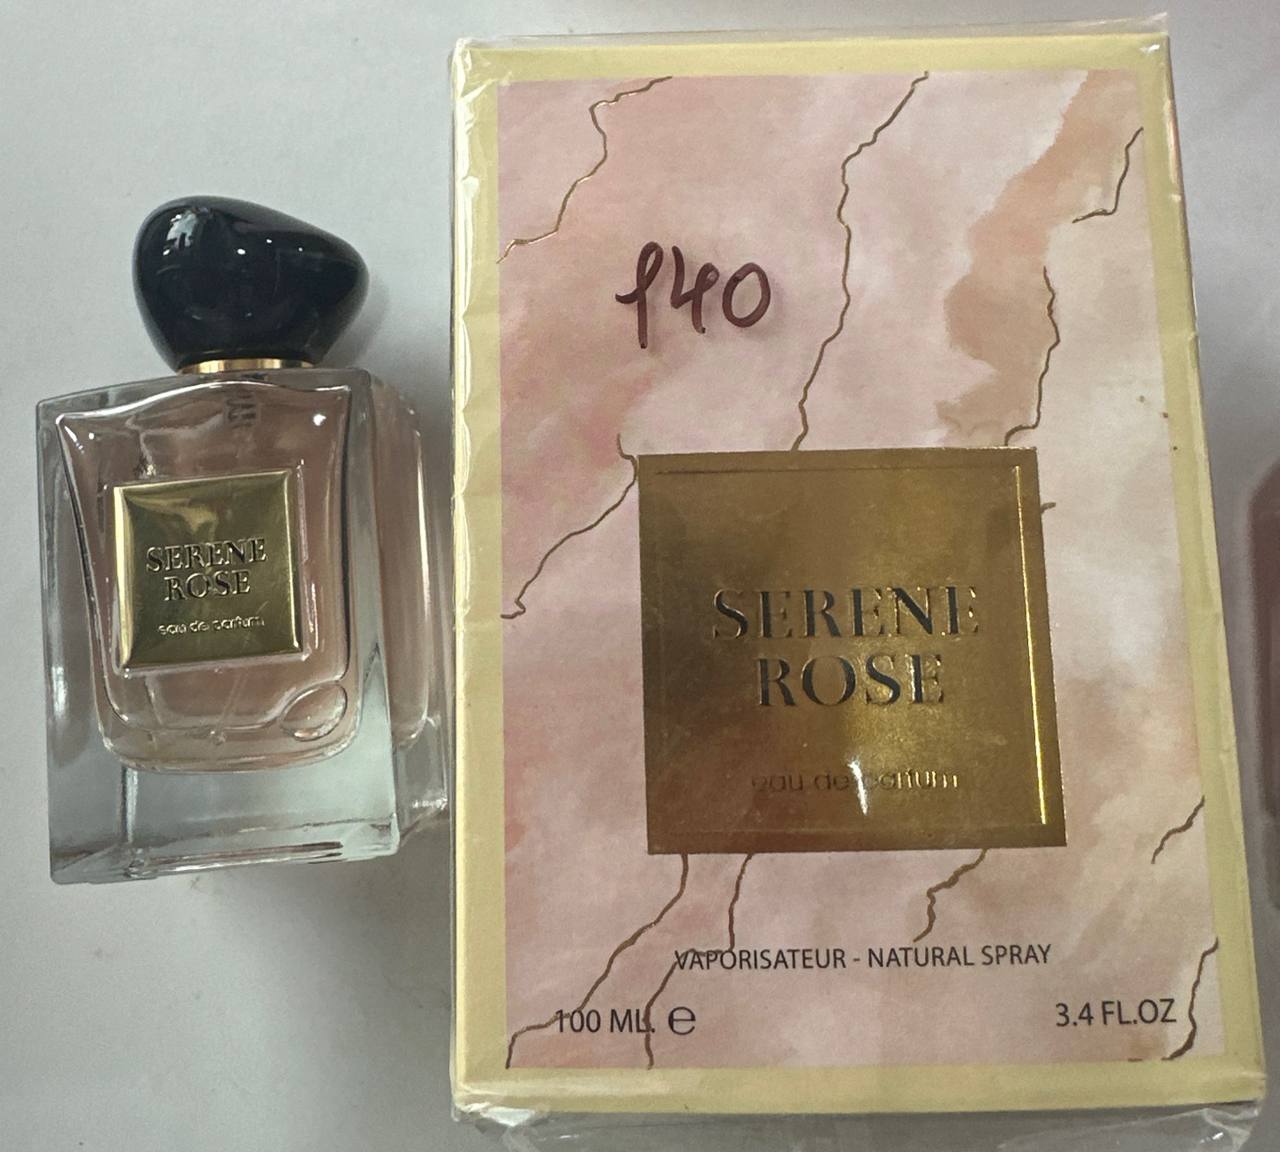 SERENE
ROSE
eau de parfum
140
SERENE
ROSE
eau de parfum
VAPORISATEUR - NATURAL SPRAY
100 ML. e
3.4 FL.OZ